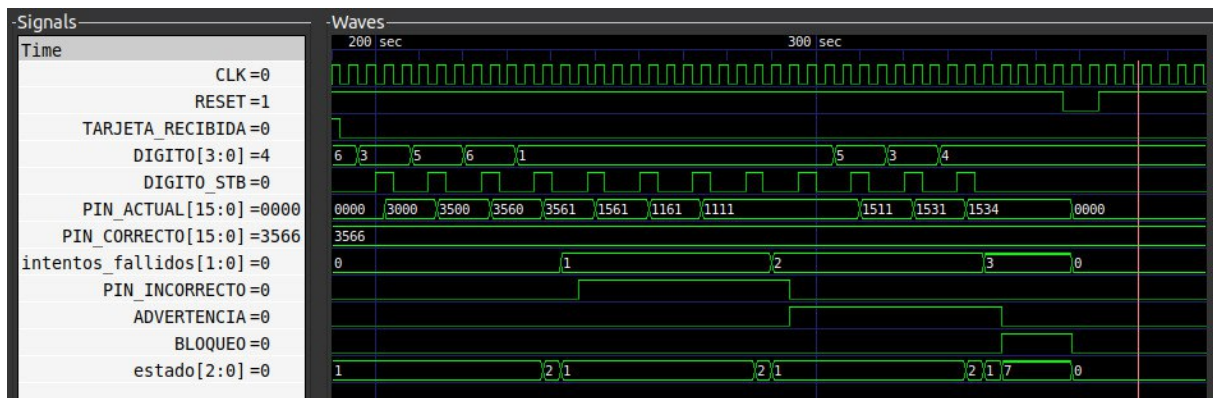 Signals Waves
Time 200 sec 300 sec
CLK =0
RESET =1
TARJETA_RECIBIDA =0
DIGITO[3:0] =4 6 3 5 6 1 5 3 4
DIGITO_STB =0
PIN_ACTUAL[15:0] =0000 0000 3000 3500 3560 3561 1561 1161 1111 1511 1531 1534 0000
PIN_CORRECTO[15:0] =3566 3566
intentos_fallidos[1:0] =0 0 1 2 3 0
PIN_INCORRECTO =0
ADVERTENCIA =0
BLOQUEO =0
estado[2:0] =0 1 2 1 2 1 2 1 7 0